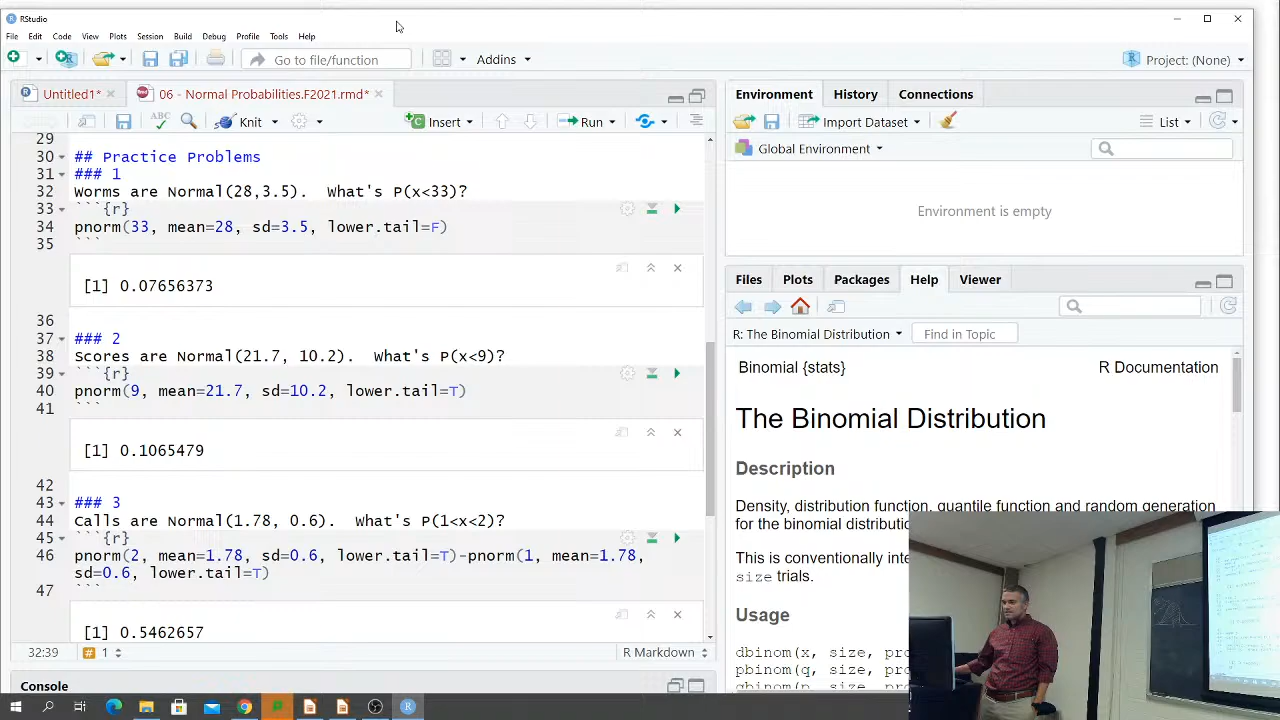 RStudio
File Edit Code View Plots Session Build Debug Profile Tools Help
Go to file/function Addins Project: (None)
Untitled1* 06 - Normal Probabilities.F2021.rmd*
ABC Knit Insert Run
29
30 ## Practice Problems
31 ### 1
32 Worms are Normal(28,3.5). What's P(x<33)?
33 ```{r}
34 pnorm(33, mean=28, sd=3.5, lower.tail=F)
35 ```
[1] 0.07656373
36
37 ### 2
38 Scores are Normal(21.7, 10.2). What's P(x<9)?
39 ```{r}
40 pnorm(9, mean=21.7, sd=10.2, lower.tail=T)
41 ```
[1] 0.1065479
42
43 ### 3
44 Calls are Normal(1.78, 0.6). What's P(1<x<2)?
45 ```{r}
46 pnorm(2, mean=1.78, sd=0.6, lower.tail=T)-pnorm(1, mean=1.78,
sd=0.6, lower.tail=T)
47 ```
[1] 0.5462657
32:39 # 1 R Markdown
Console
Environment History Connections
Import Dataset List
Global Environment
Environment is empty
Files Plots Packages Help Viewer
R: The Binomial Distribution Find in Topic
Binomial {stats} R Documentation
The Binomial Distribution
Description
Density, distribution function, quantile function and random generation
for the binomial distributio
This is conventionally inte
size trials.
Usage
dbinom(x, size, pro
pbinom(q, size, pro
qbinom(p, size, pro